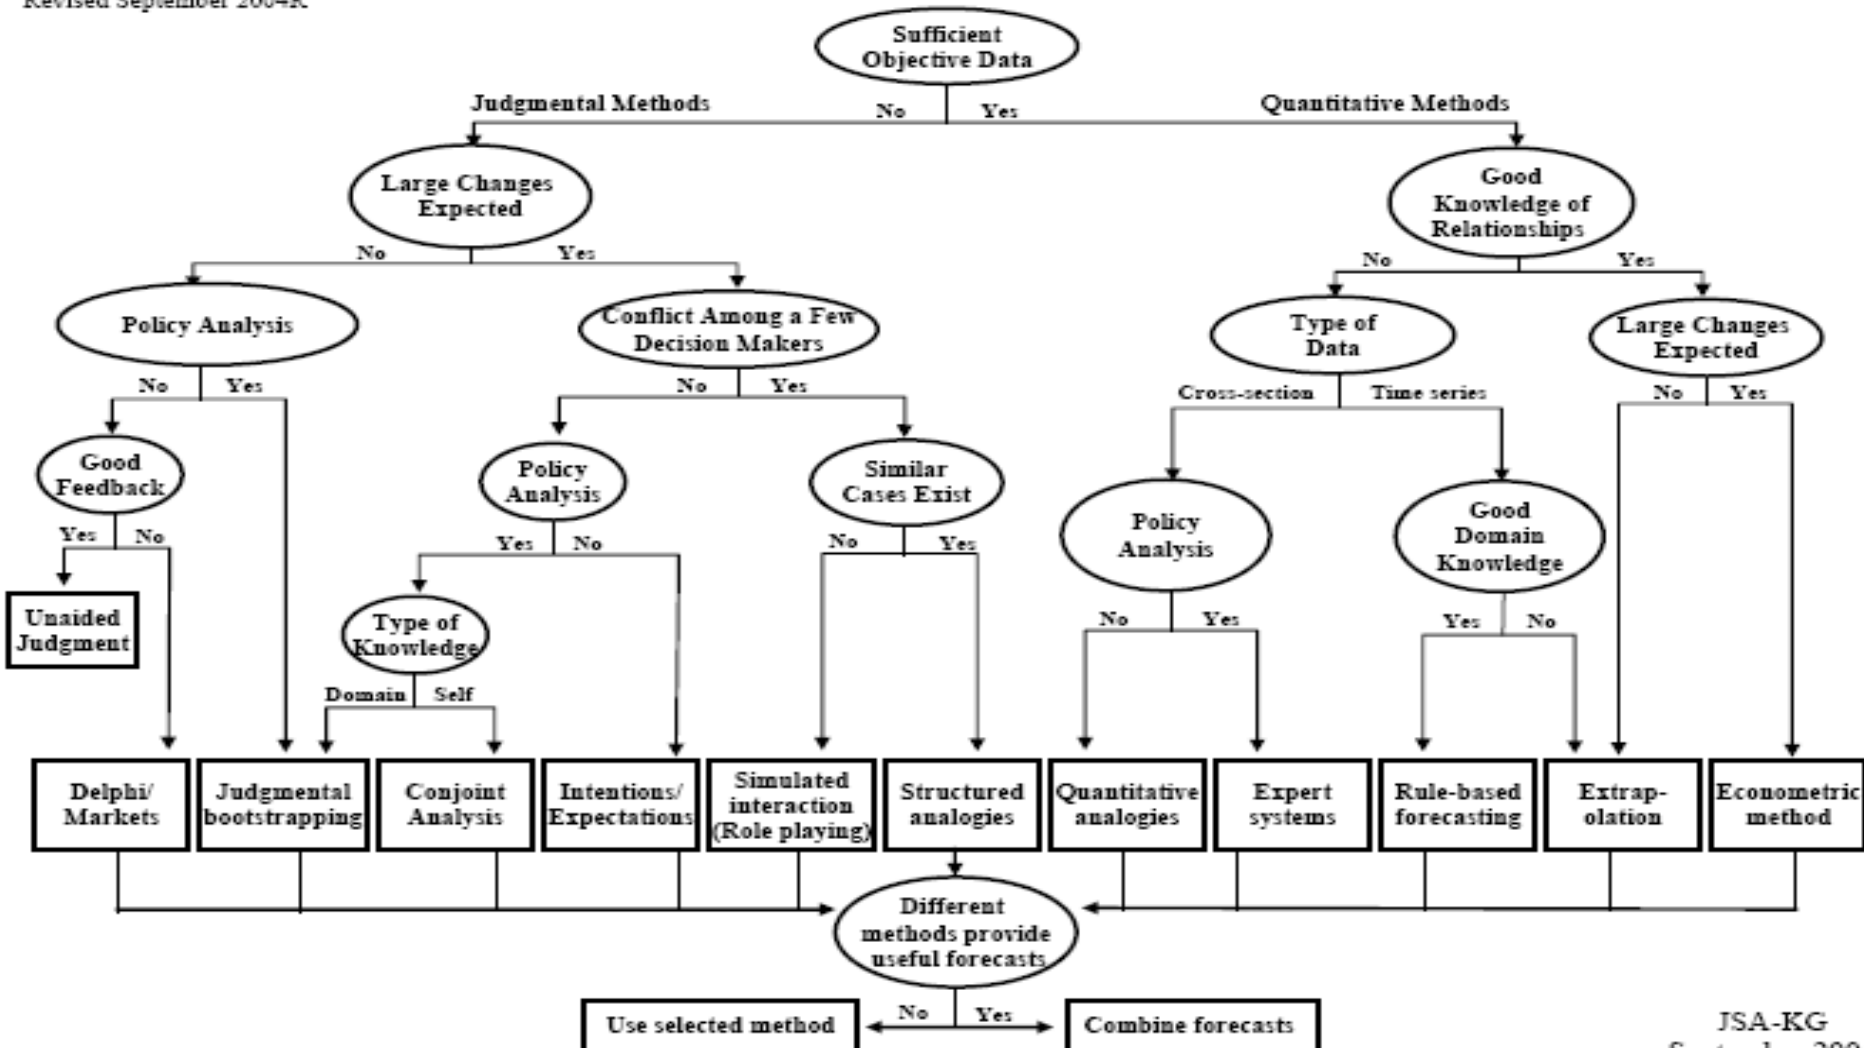 Revised September 2004R
Sufficient
Objective Data
Judgmental Methods
No
Yes
Quantitative Methods
Large Changes
Expected
Good
Knowledge of
Relationships
No
Yes
No
Yes
Policy Analysis
Conflict Among a Few
Decision Makers
Type of
Data
Large Changes
Expected
No
Yes
No
Yes
Cross-section
Time series
No
Yes
Good
Feedback
Policy
Analysis
Similar
Cases Exist
Policy
Analysis
Good
Domain
Knowledge
Yes
No
Yes
No
No
Yes
Unaided
Judgment
Type of
Knowledge
No
Yes
Yes
No
Domain
Self
Delphi/
Markets
Judgmental
bootstrapping
Conjoint
Analysis
Intentions/
Expectations
Simulated
interaction
(Role playing)
Structured
analogies
Quantitative
analogies
Expert
systems
Rule-based
forecasting
Extrap-
olation
Econometric
method
Different
methods provide
useful forecasts
No
Yes
Use selected method
Combine forecasts
JSA-KG